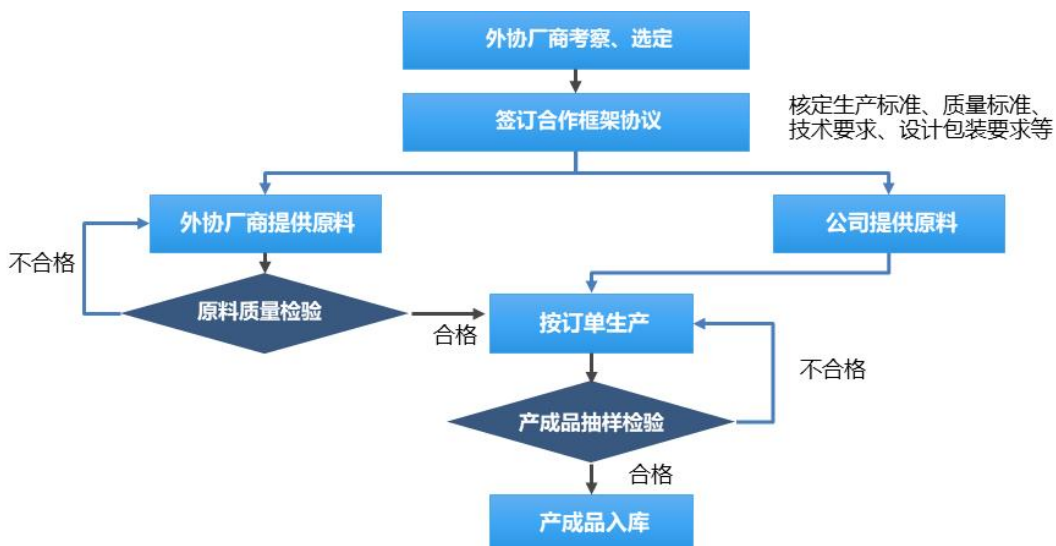 外协厂商考察、选定
签订合作框架协议
核定生产标准、质量标准、
技术要求、设计包装要求等
外协厂商提供原料
公司提供原料
不合格
原料质量检验
合格
按订单生产
不合格
产成品抽样检验
合格
产成品入库